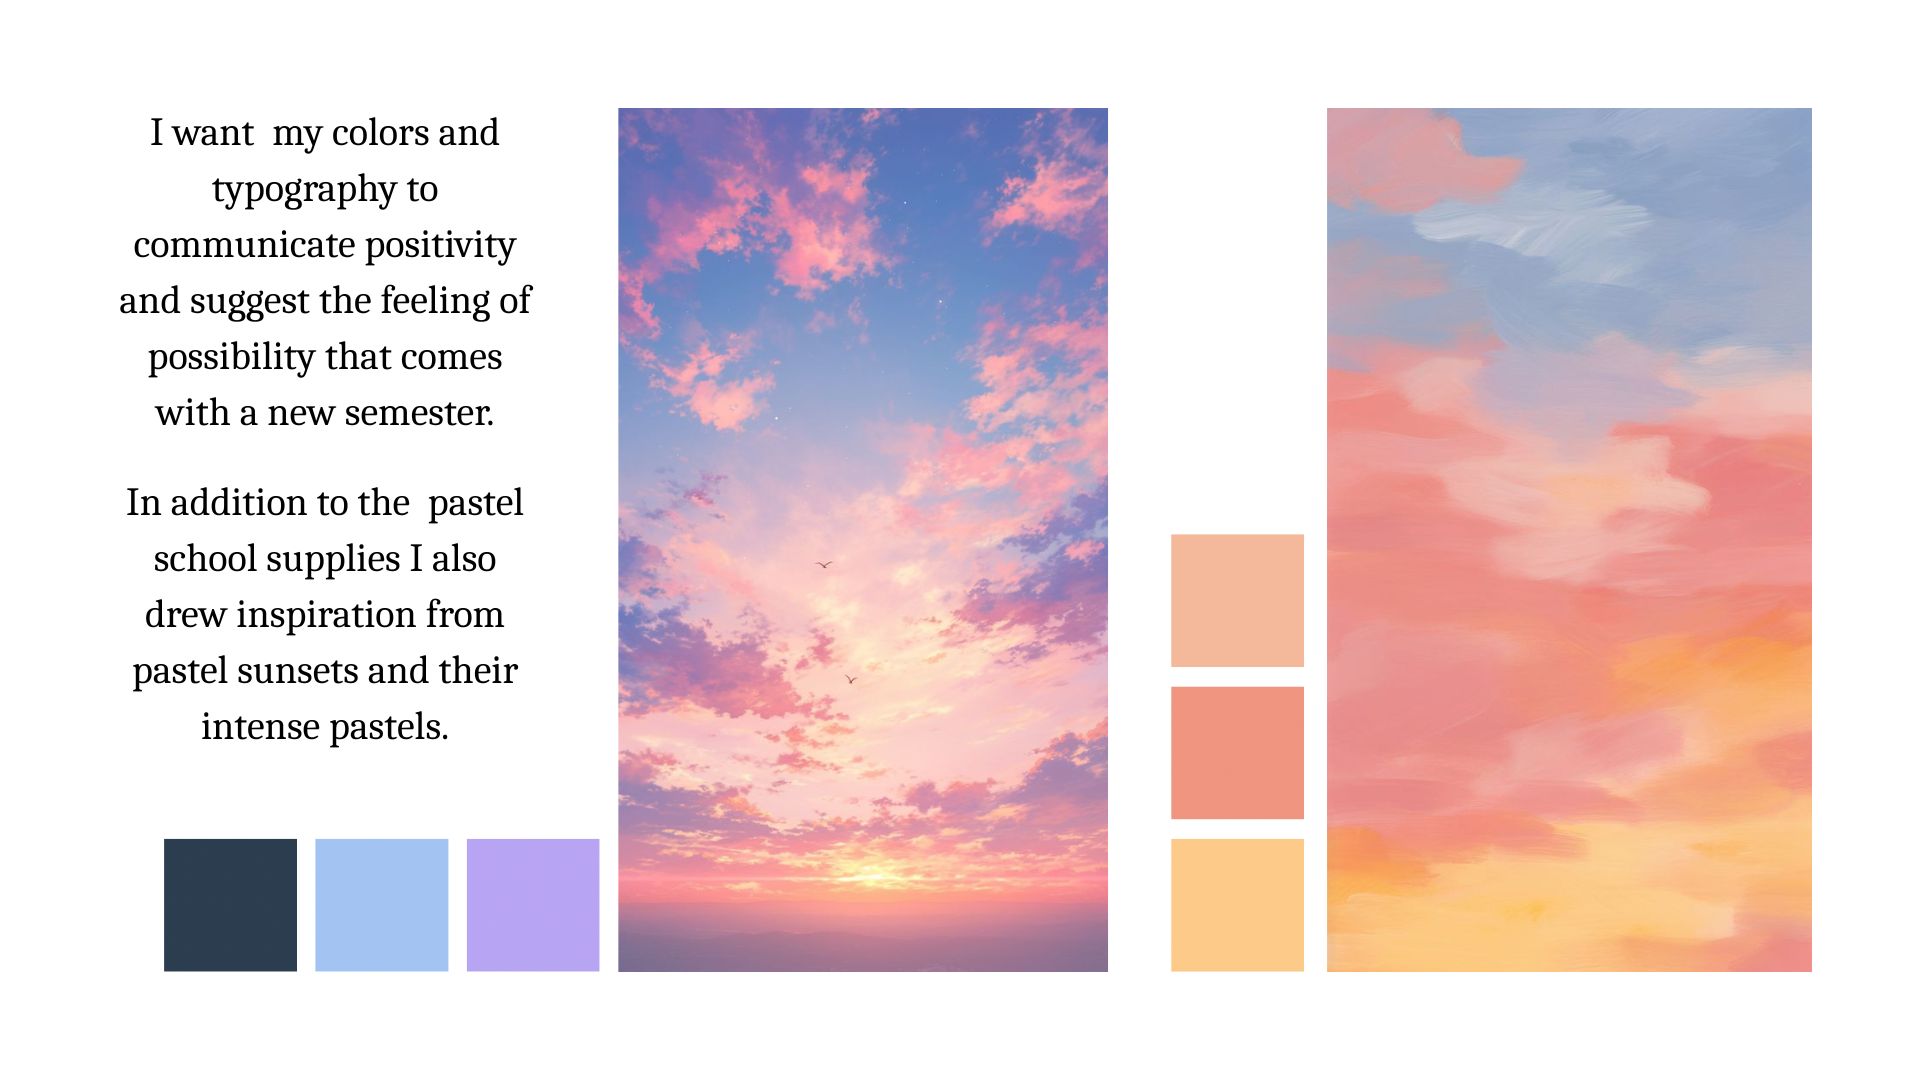 I want  my colors and
typography to
communicate positivity
and suggest the feeling of
possibility that comes
with a new semester.
In addition to the  pastel
school supplies I also
drew inspiration from
pastel sunsets and their
intense pastels.